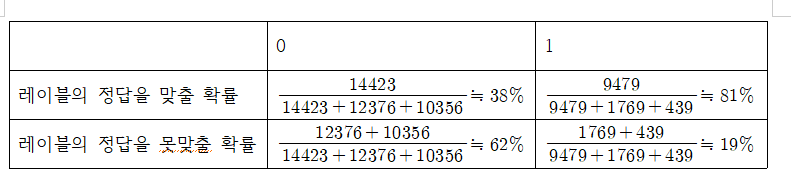 0 1
레이블의 정답을 맞출 확률 14423/(14423+12376+10356) ≒ 38% 9479/(9479+1769+439) ≒ 81%
레이블의 정답을 못맞출 확률 (12376+10356)/(14423+12376+10356) ≒ 62% (1769+439)/(9479+1769+439) ≒ 19%